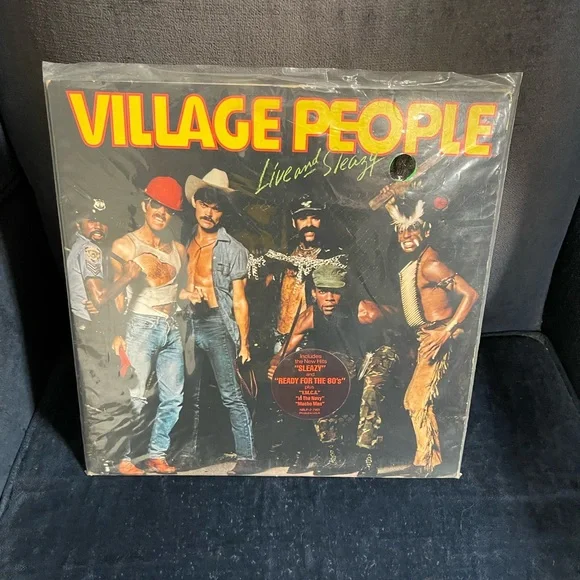 VILLAGE PEOPLE
Live and Sleazy
Includes
the New Hits
"SLEAZY"
and
"READY FOR THE 80's"
plus
"Y.M.C.A."
"In The Navy"
"Macho Man"